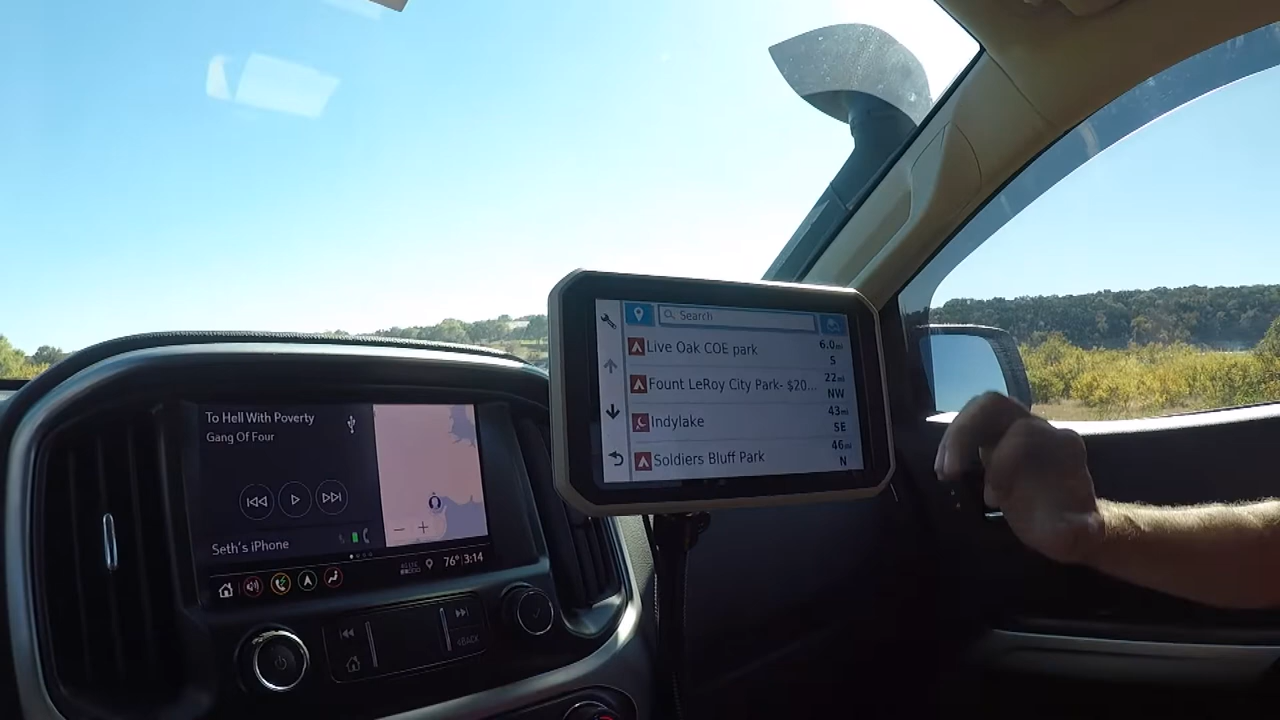 Search
Live Oak COE park
6.0mi
S
Fount LeRoy City Park- $20...
22mi
NW
Indylake
43mi
SE
Soldiers Bluff Park
46mi
N
To Hell With Poverty
Gang Of Four
Seth's iPhone
76° 3:14
BACK